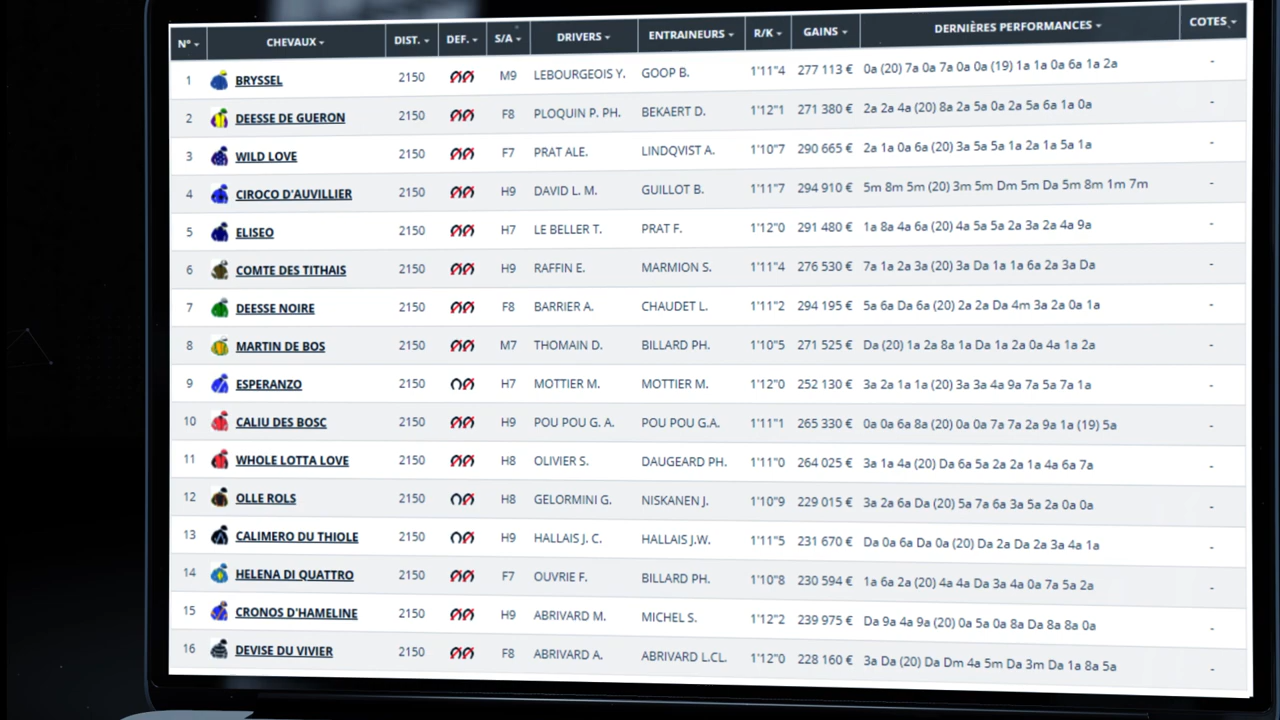 N° CHEVAUX DIST. DEF. S/A DRIVERS ENTRAINEURS R/K GAINS DERNIÈRES PERFORMANCES COTES
1 BRYSSEL 2150 M9 LEBOURGEOIS Y. GOOP B. 1'11"4 277 113 € 0a (20) 7a 0a 7a 0a 0a (19) 1a 1a 0a 6a 1a 2a -
2 DEESSE DE GUERON 2150 F8 PLOQUIN P. PH. BEKAERT D. 1'12"1 271 380 € 2a 2a 4a (20) 8a 2a 5a 0a 2a 5a 6a 1a 0a -
3 WILD LOVE 2150 F7 PRAT ALE. LINDQVIST A. 1'10"7 290 665 € 2a 1a 0a 6a (20) 3a 5a 5a 1a 2a 1a 5a 1a -
4 CIROCO D'AUVILLIER 2150 H9 DAVID L. M. GUILLOT B. 1'11"7 294 910 € 5m 8m 5m (20) 3m 5m Dm 5m Da 5m 8m 1m 7m -
5 ELISEO 2150 H7 LE BELLER T. PRAT F. 1'12"0 291 480 € 1a 8a 4a 6a (20) 4a 5a 5a 2a 3a 2a 4a 9a -
6 COMTE DES TITHAIS 2150 H9 RAFFIN E. MARMION S. 1'11"4 276 530 € 7a 1a 2a 3a (20) 3a Da 1a 1a 6a 2a 3a Da -
7 DEESSE NOIRE 2150 F8 BARRIER A. CHAUDET L. 1'11"2 294 195 € 5a 6a Da 6a (20) 2a 2a Da 4m 3a 2a 0a 1a -
8 MARTIN DE BOS 2150 M7 THOMAIN D. BILLARD PH. 1'10"5 271 525 € Da (20) 1a 2a 8a 1a Da 1a 2a 0a 4a 1a 2a -
9 ESPERANZO 2150 H7 MOTTIER M. MOTTIER M. 1'12"0 252 130 € 3a 2a 1a 1a (20) 3a 3a 4a 9a 7a 5a 7a 1a -
10 CALIU DES BOSC 2150 H9 POU POU G. A. POU POU G.A. 1'11"1 265 330 € 0a 0a 6a 8a (20) 0a 0a 7a 7a 2a 9a 1a (19) 5a -
11 WHOLE LOTTA LOVE 2150 H8 OLIVIER S. DAUGEARD PH. 1'11"0 264 025 € 3a 1a 4a (20) Da 6a 5a 2a 2a 1a 4a 6a 7a -
12 OLLE ROLS 2150 H8 GELORMINI G. NISKANEN J. 1'10"9 229 015 € 3a 2a 6a Da (20) 5a 7a 6a 3a 5a 2a 0a 0a -
13 CALIMERO DU THIOLE 2150 H9 HALLAIS J. C. HALLAIS J.W. 1'11"5 231 670 € Da 0a 6a Da 0a (20) Da 2a Da 2a 3a 4a 1a -
14 HELENA DI QUATTRO 2150 F7 OUVRIE F. BILLARD PH. 1'10"8 230 594 € 1a 6a 2a (20) 4a 4a Da 3a 4a 0a 7a 5a 2a -
15 CRONOS D'HAMELINE 2150 H9 ABRIVARD M. MICHEL S. 1'12"2 239 975 € Da 9a 4a 9a (20) 0a 5a 0a 8a Da 8a 8a 0a -
16 DEVISE DU VIVIER 2150 F8 ABRIVARD A. ABRIVARD L.CL. 1'12"0 228 160 € 3a Da (20) Da Dm 4a 5m Da 3m Da 1a 8a 5a -